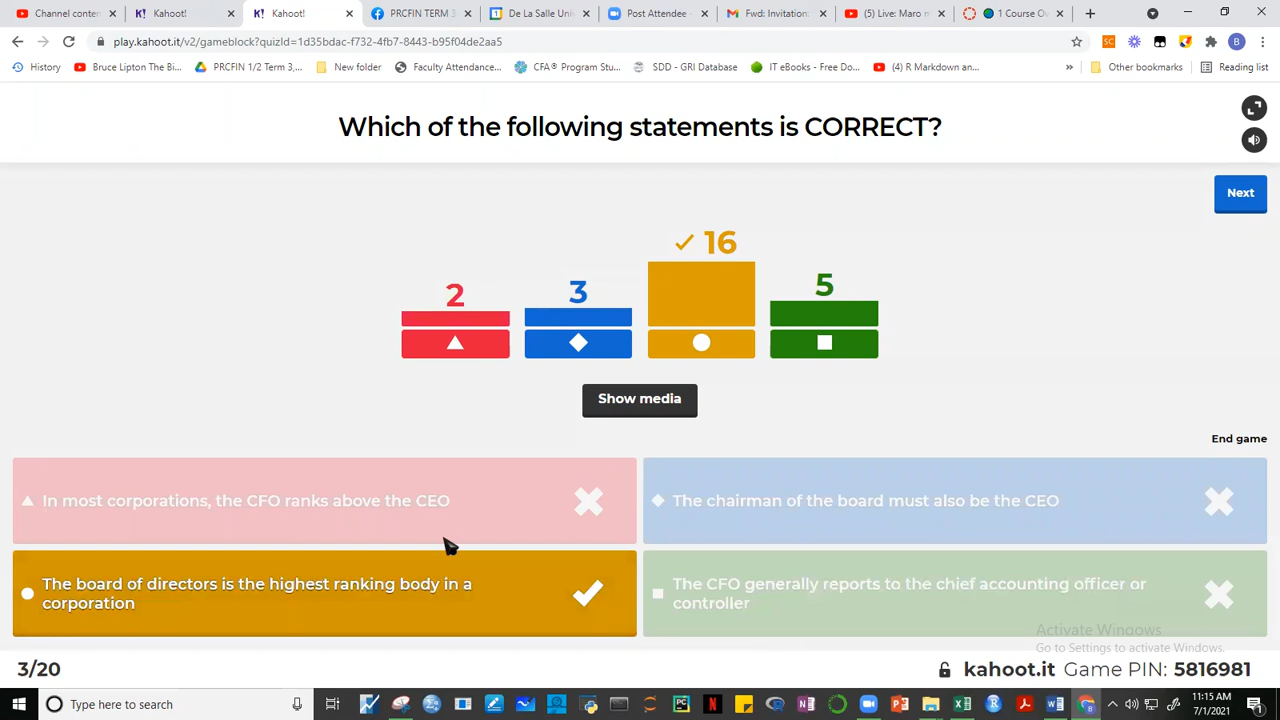 Channel conten
Kahoot!
Kahoot!
PRCFIN TERM 3
De La Salle Univ
Post Attendee -
Fwd: Invitation:
(5) Live: Maro m
1 Course Ov
play.kahoot.it/v2/gameblock?quizId=1d35bdac-f732-4fb7-8443-b95f04de2aa5
SC
B
History
Bruce Lipton The Bi...
PRCFIN 1/2 Term 3,...
New folder
Faculty Attendance...
CFA® Program Stu...
SDD - GRI Database
IT eBooks - Free Do...
(4) R Markdown an...
»
Other bookmarks
Reading list
Which of the following statements is CORRECT?
Next
2
3
16
5
Show media
End game
In most corporations, the CFO ranks above the CEO
The chairman of the board must also be the CEO
The board of directors is the highest ranking body in a
corporation
The CFO generally reports to the chief accounting officer or
controller
Activate Windows
Go to Settings to activate Windows.
3/20
kahoot.it Game PIN: 5816981
Type here to search
11:15 AM
7/1/2021